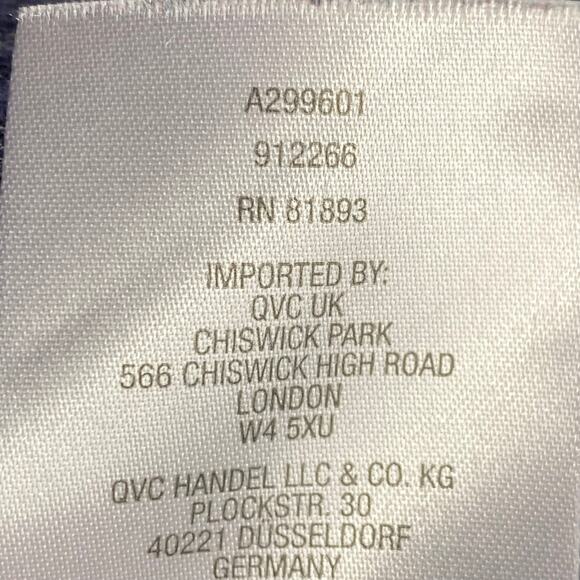 A299601
912266
RN 81893
IMPORTED BY:
QVC UK
CHISWICK PARK
566 CHISWICK HIGH ROAD
LONDON
W4 5XU
QVC HANDEL LLC & CO. KG
PLOCKSTR. 30
40221 DUSSELDORF
GERMANY